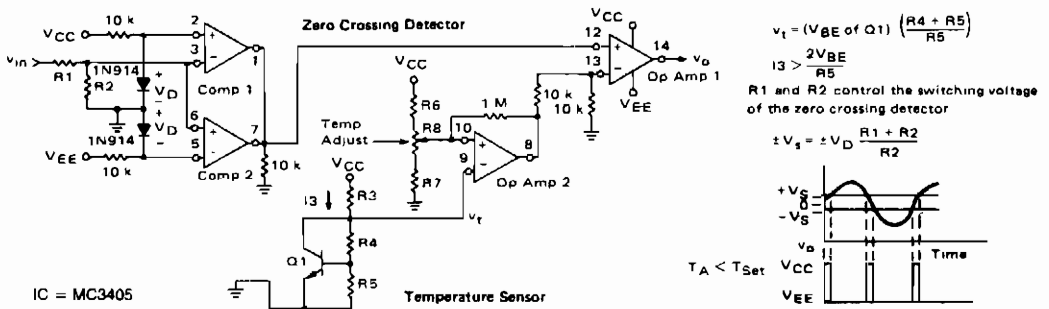 Zero Crossing Detector
10 k
VCC
2
+
3
−
1
Vin
R1
R2
1N914
+
VD
−
Comp 1
+
VD
−
1N914
6
+
5
−
7
Comp 2
VEE
10 k
10 k
VCC
R6
Temp
Adjust
R8
R7
1 M
10
+
9
−
8
Op Amp 2
VCC
I3
R3
R4
vt
Q1
R5
Temperature Sensor
IC = MC3405
VCC
12
+
13
−
14
vo
Op Amp 1
VEE
10 k
10 k
vt = (VBE of Q1) (R4 + R5 / R5)
I3 > 2VBE / R5
R1 and R2 control the switching voltage
of the zero crossing detector
±Vs = ±VD R1 + R2 / R2
+VS
0
−VS
vo
Time
TA < TSet
VCC
VEE